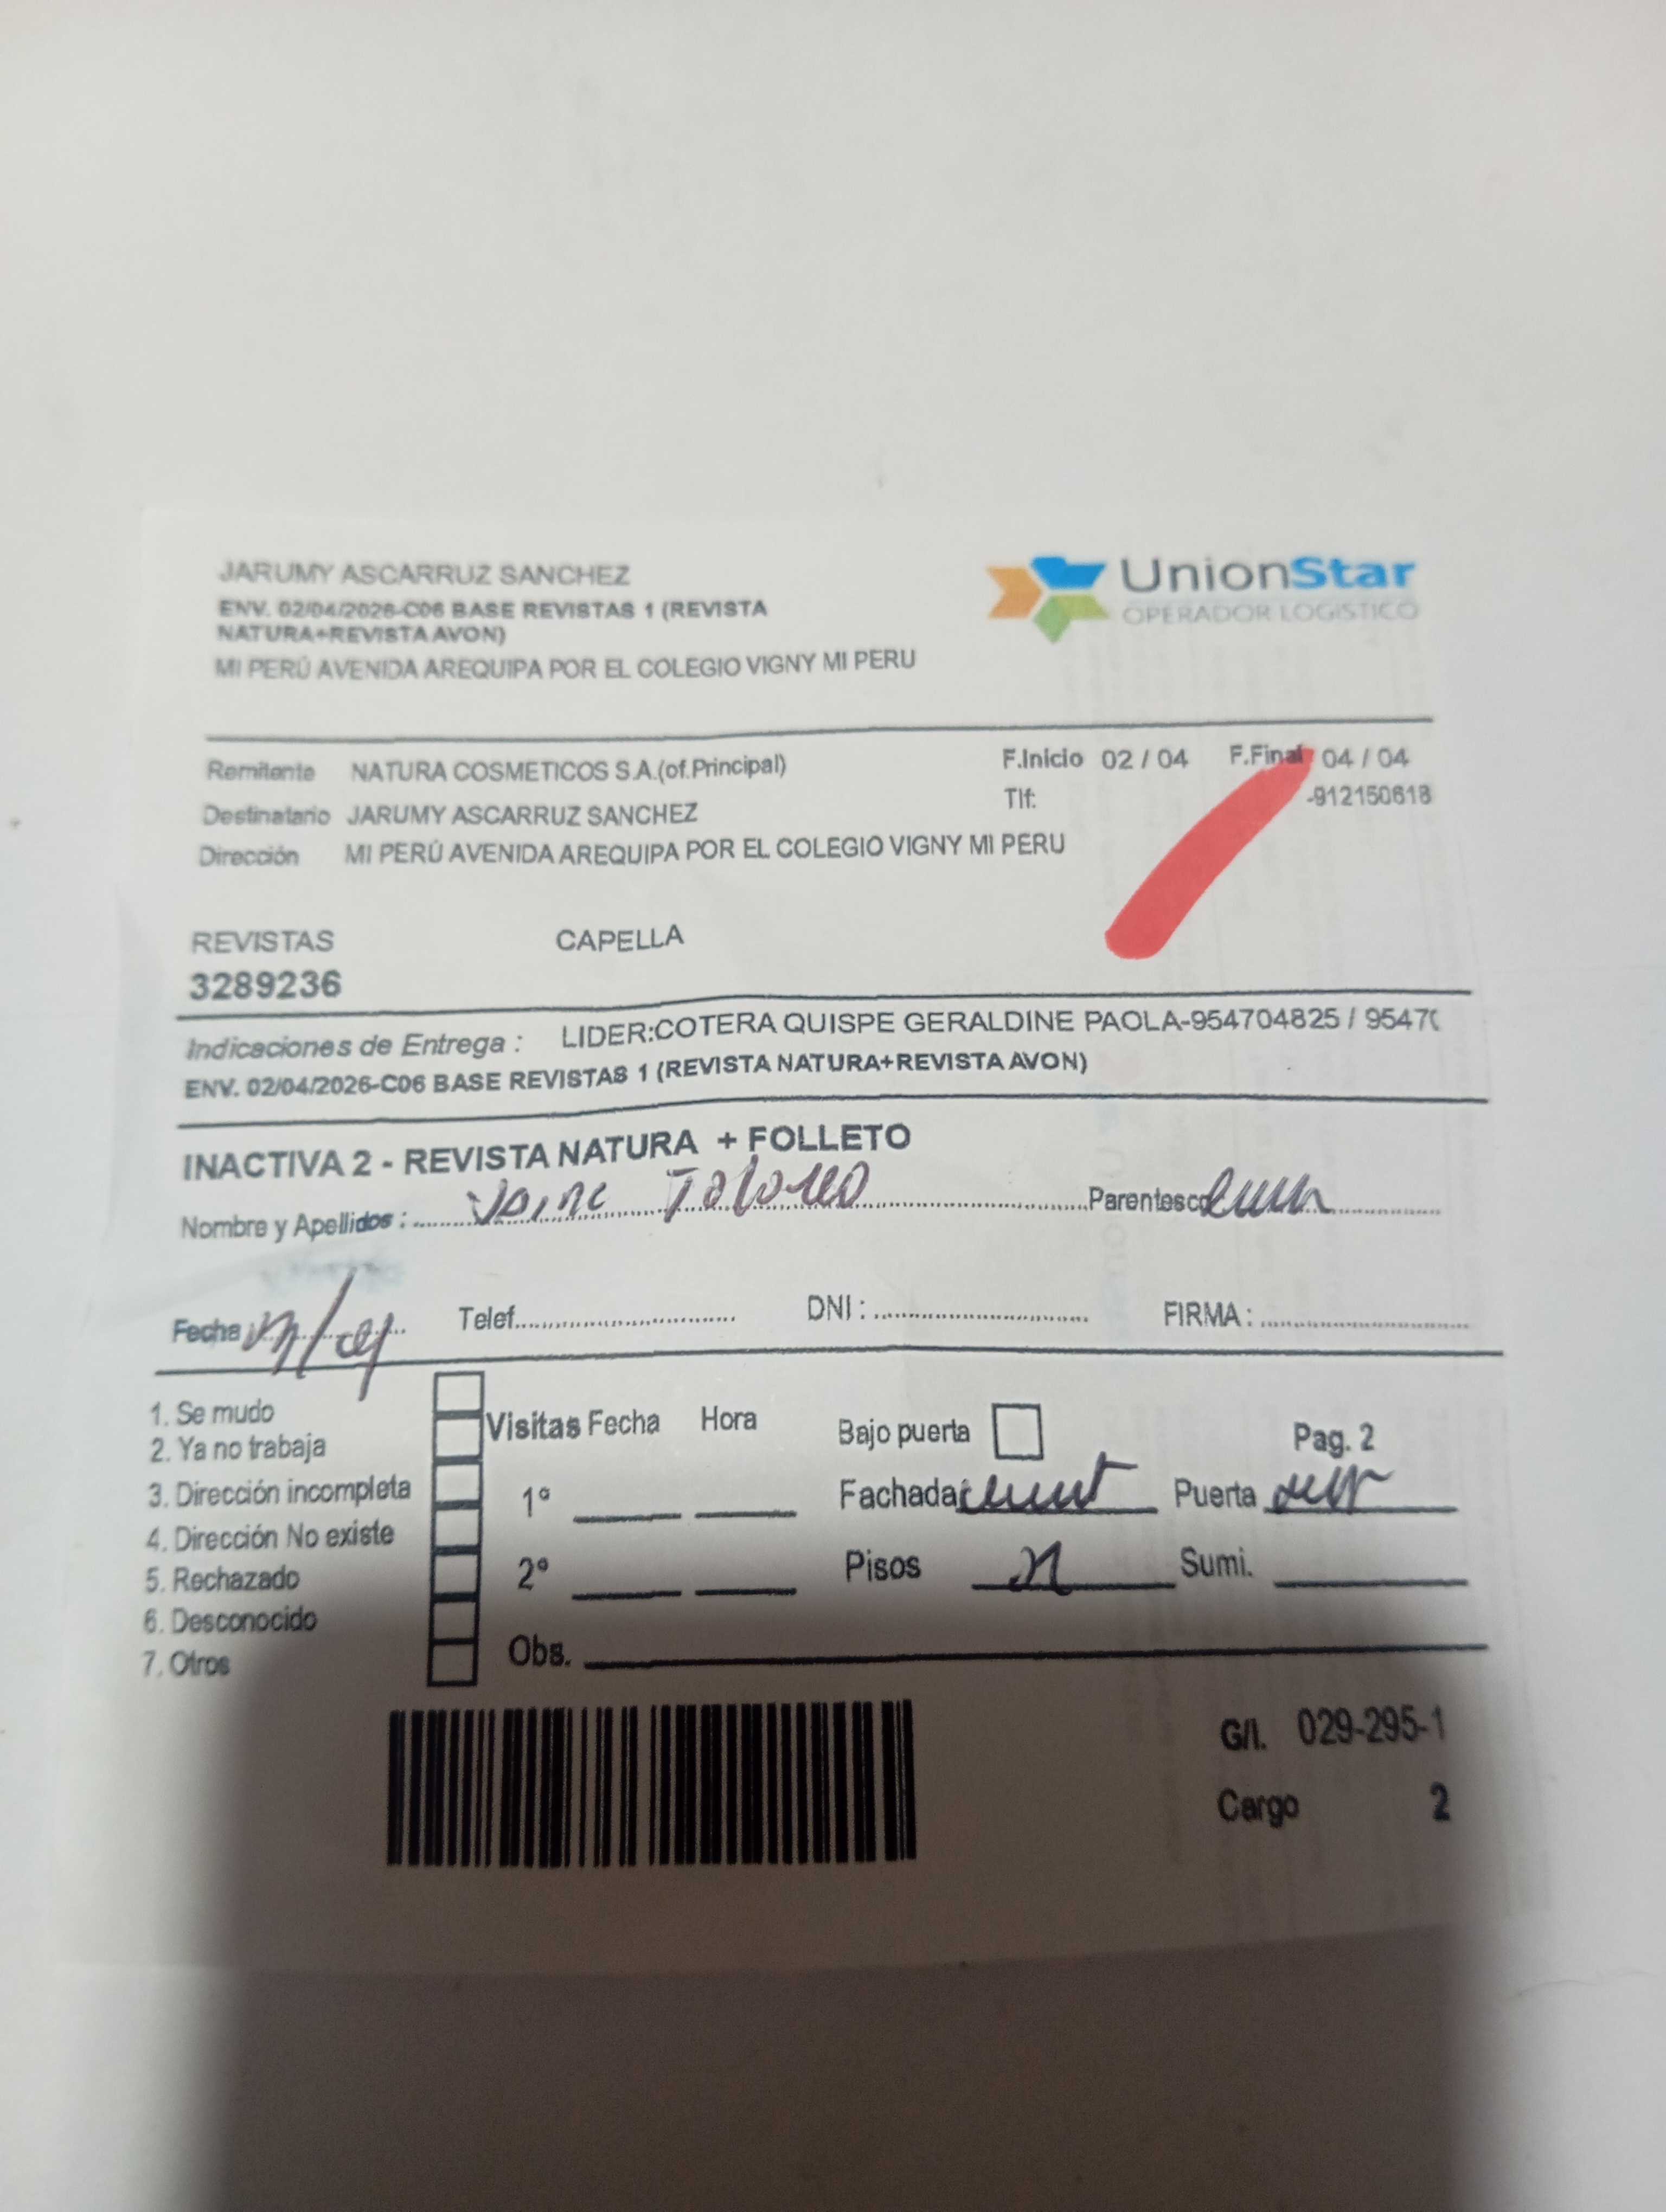 JARUMY ASCARRUZ SANCHEZ
UnionStar
OPERADOR LOGISTICO
ENV. 02/04/2026-C06 BASE REVISTAS 1 (REVISTA
NATURA+REVISTA AVON)
MI PERÚ AVENIDA AREQUIPA POR EL COLEGIO VIGNY MI PERU
Remitente NATURA COSMETICOS S.A.(of.Principal) F.Inicio 02 / 04 F.Final 04 / 04
Destinatario JARUMY ASCARRUZ SANCHEZ Tlf: -912150618
Dirección MI PERÚ AVENIDA AREQUIPA POR EL COLEGIO VIGNY MI PERU
REVISTAS CAPELLA
3289236
Indicaciones de Entrega : LIDER:COTERA QUISPE GERALDINE PAOLA-954704825 / 9547
ENV. 02/04/2026-C06 BASE REVISTAS 1 (REVISTA NATURA+REVISTA AVON)
INACTIVA 2 - REVISTA NATURA + FOLLETO
Nombre y Apellidos : Parentesco
Fecha Telef. DNI : FIRMA :
1. Se mudo
2. Ya no trabaja
3. Dirección incompleta
4. Dirección No existe
5. Rechazado
6. Desconocido
7. Otros
Visitas Fecha Hora Bajo puerta Pag. 2
1º Fachada Puerta
2º Pisos Sumi.
Obs.
G/I. 029-295-1
Cargo 2